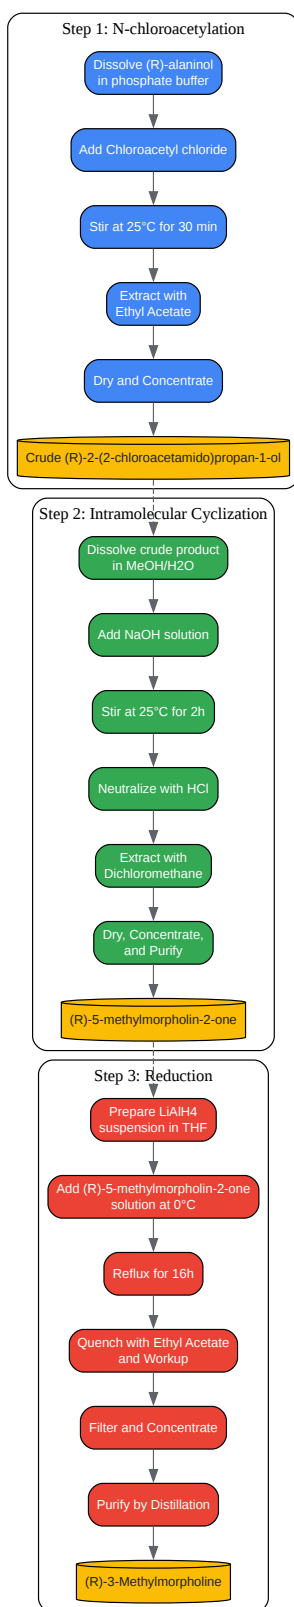 Step 1: N-chloroacetylation
Dissolve (R)-alaninol
in phosphate buffer
Add Chloroacetyl chloride
Stir at 25°C for 30 min
Extract with
Ethyl Acetate
Dry and Concentrate
Crude (R)-2-(2-chloroacetamido)propan-1-ol
Step 2: Intramolecular Cyclization
Dissolve crude product
in MeOH/H2O
Add NaOH solution
Stir at 25°C for 2h
Neutralize with HCl
Extract with
Dichloromethane
Dry, Concentrate,
and Purify
(R)-5-methylmorpholin-2-one
Step 3: Reduction
Prepare LiAlH4
suspension in THF
Add (R)-5-methylmorpholin-2-one
solution at 0°C
Reflux for 16h
Quench with Ethyl Acetate
and Workup
Filter and Concentrate
Purify by Distillation
(R)-3-Methylmorpholine